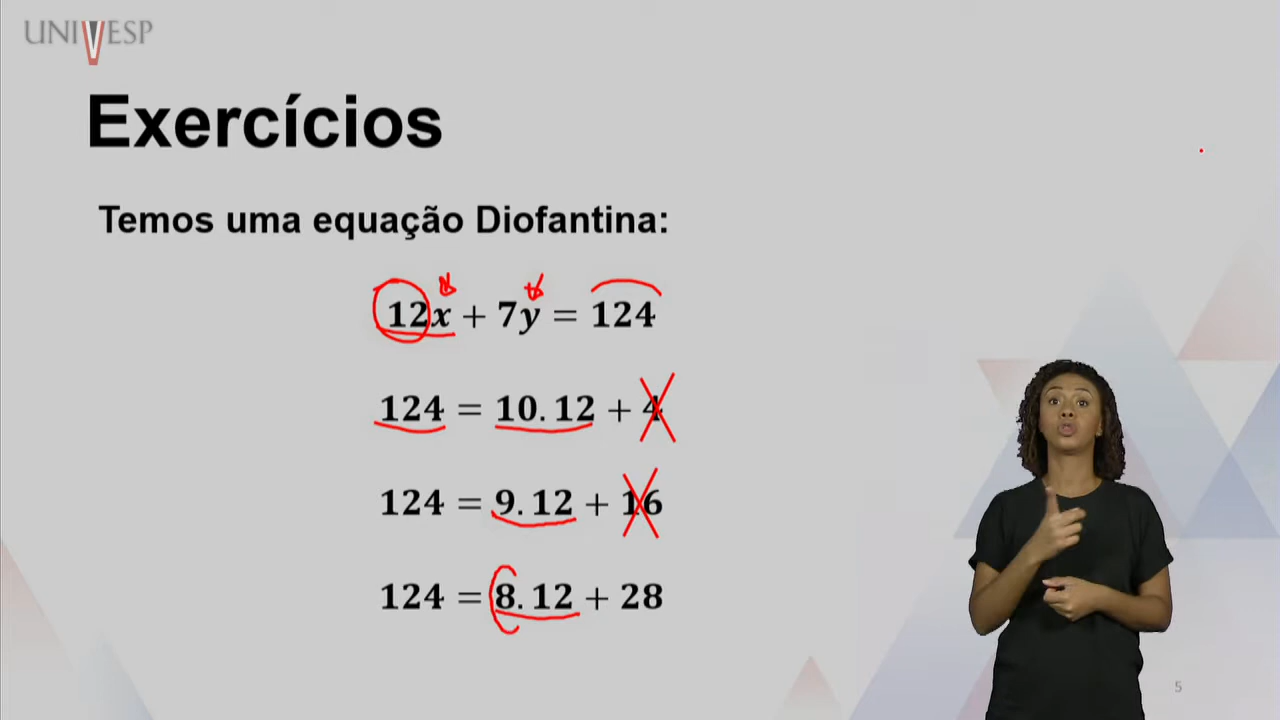 UNIVESP
Exercícios
Temos uma equação Diofantina:
12x + 7y = 124
124 = 10. 12 + 4
124 = 9. 12 + 16
124 = 8. 12 + 28
5